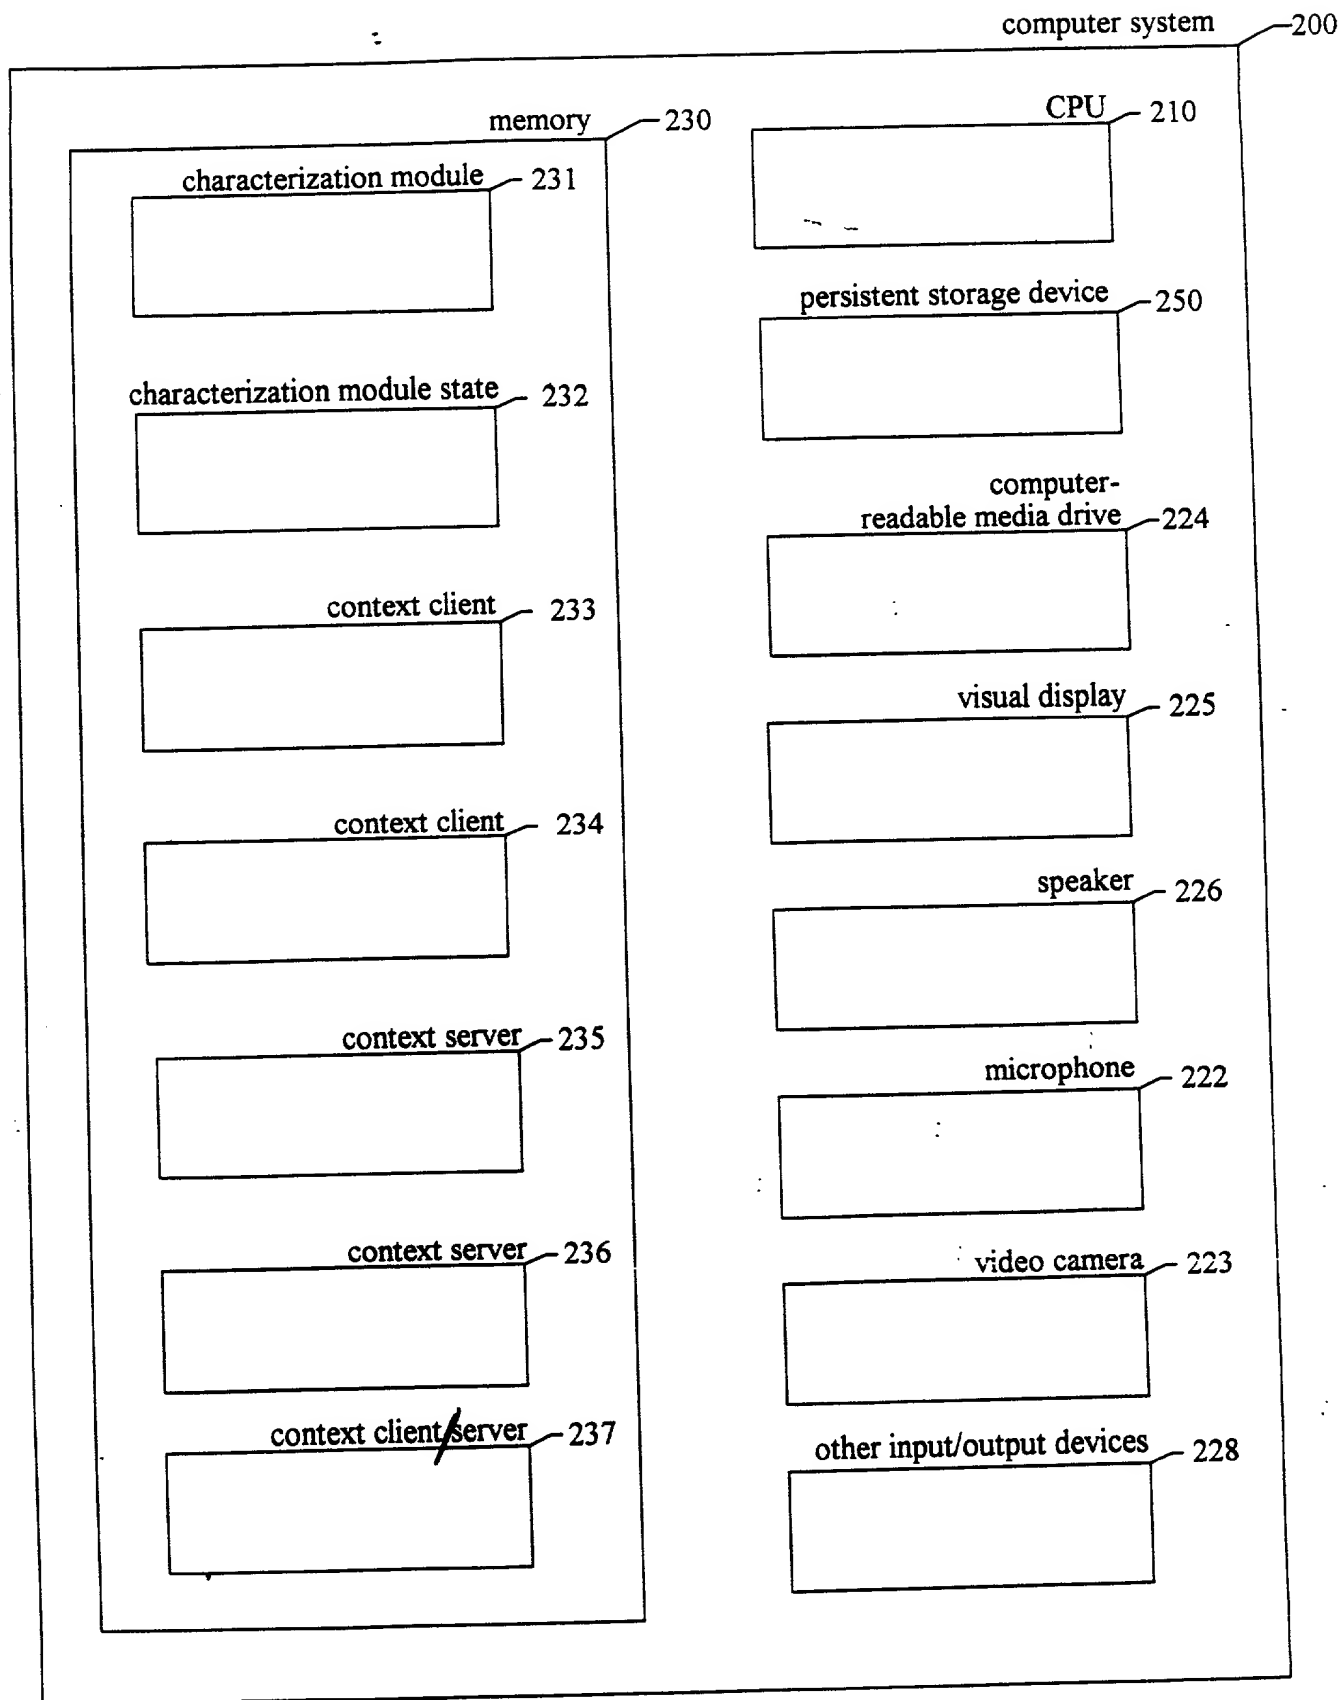 computer system 200
memory 230
characterization module 231
characterization module state 232
context client 233
context client 234
context server 235
context server 236
context client/server 237
CPU 210
persistent storage device 250
computer-
readable media drive 224
visual display 225
speaker 226
microphone 222
video camera 223
other input/output devices 228